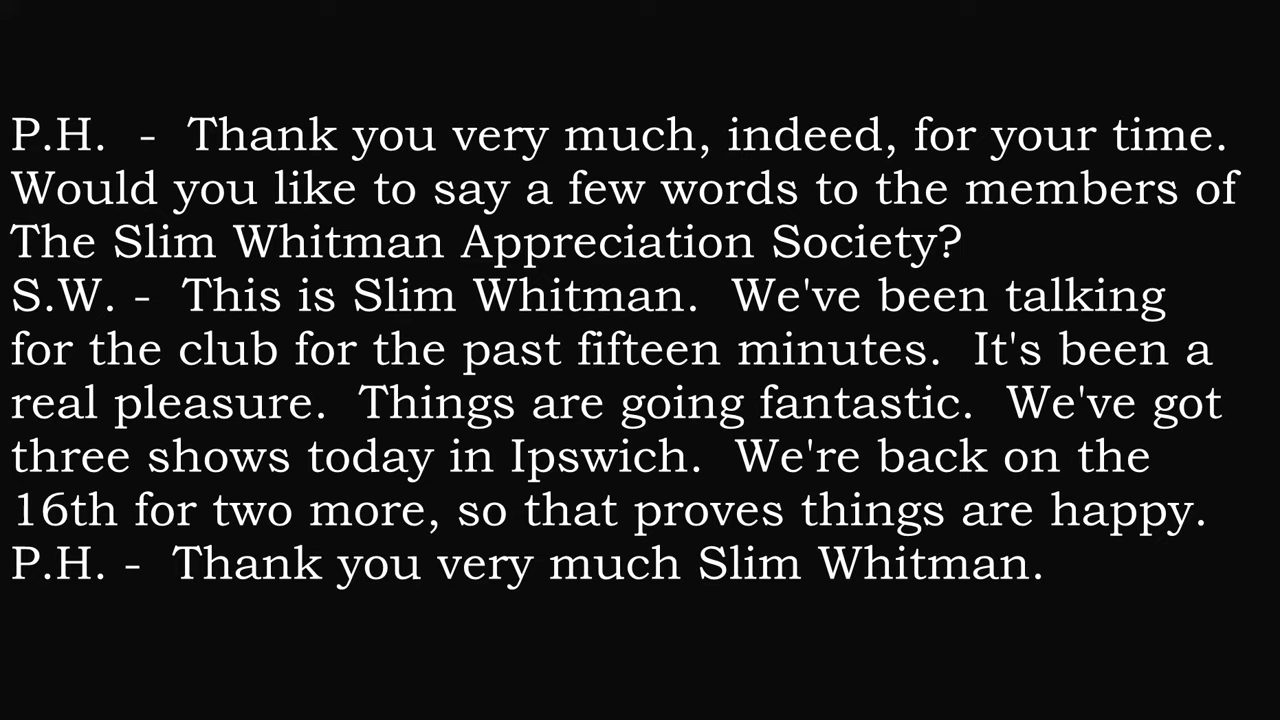 P.H.  -  Thank you very much, indeed, for your time.
Would you like to say a few words to the members of
The Slim Whitman Appreciation Society?
S.W. -  This is Slim Whitman.  We've been talking
for the club for the past fifteen minutes.  It's been a
real pleasure.  Things are going fantastic.  We've got
three shows today in Ipswich.  We're back on the
16th for two more, so that proves things are happy.
P.H. -  Thank you very much Slim Whitman.